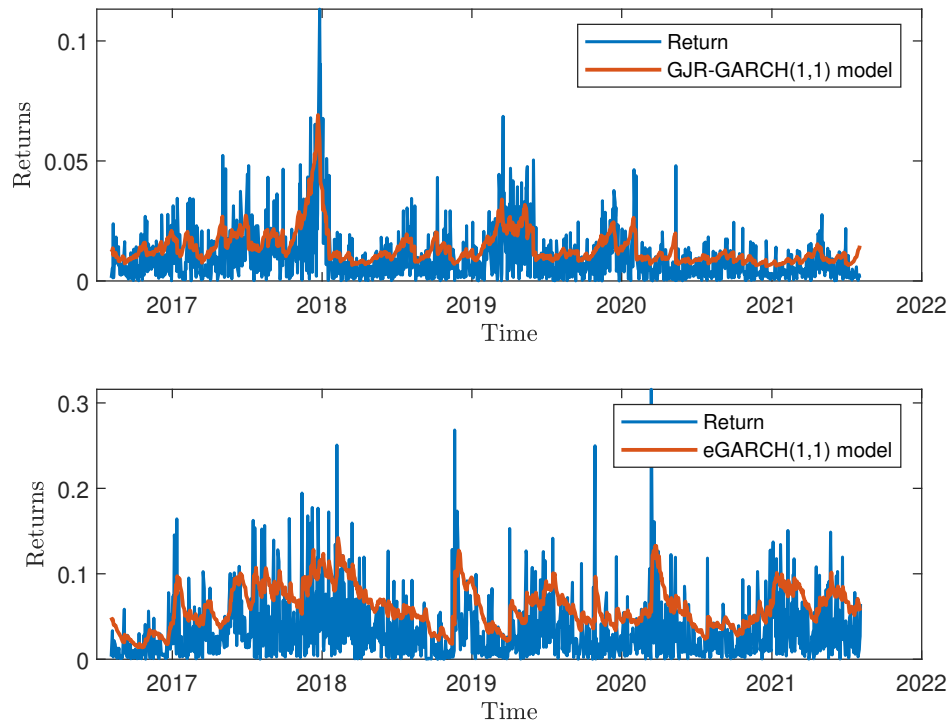 0.1
0.05
0
Returns
Return
GJR-GARCH(1,1) model
2017 2018 2019 2020 2021 2022
Time
0.3
0.2
0.1
0
Returns
Return
eGARCH(1,1) model
2017 2018 2019 2020 2021 2022
Time